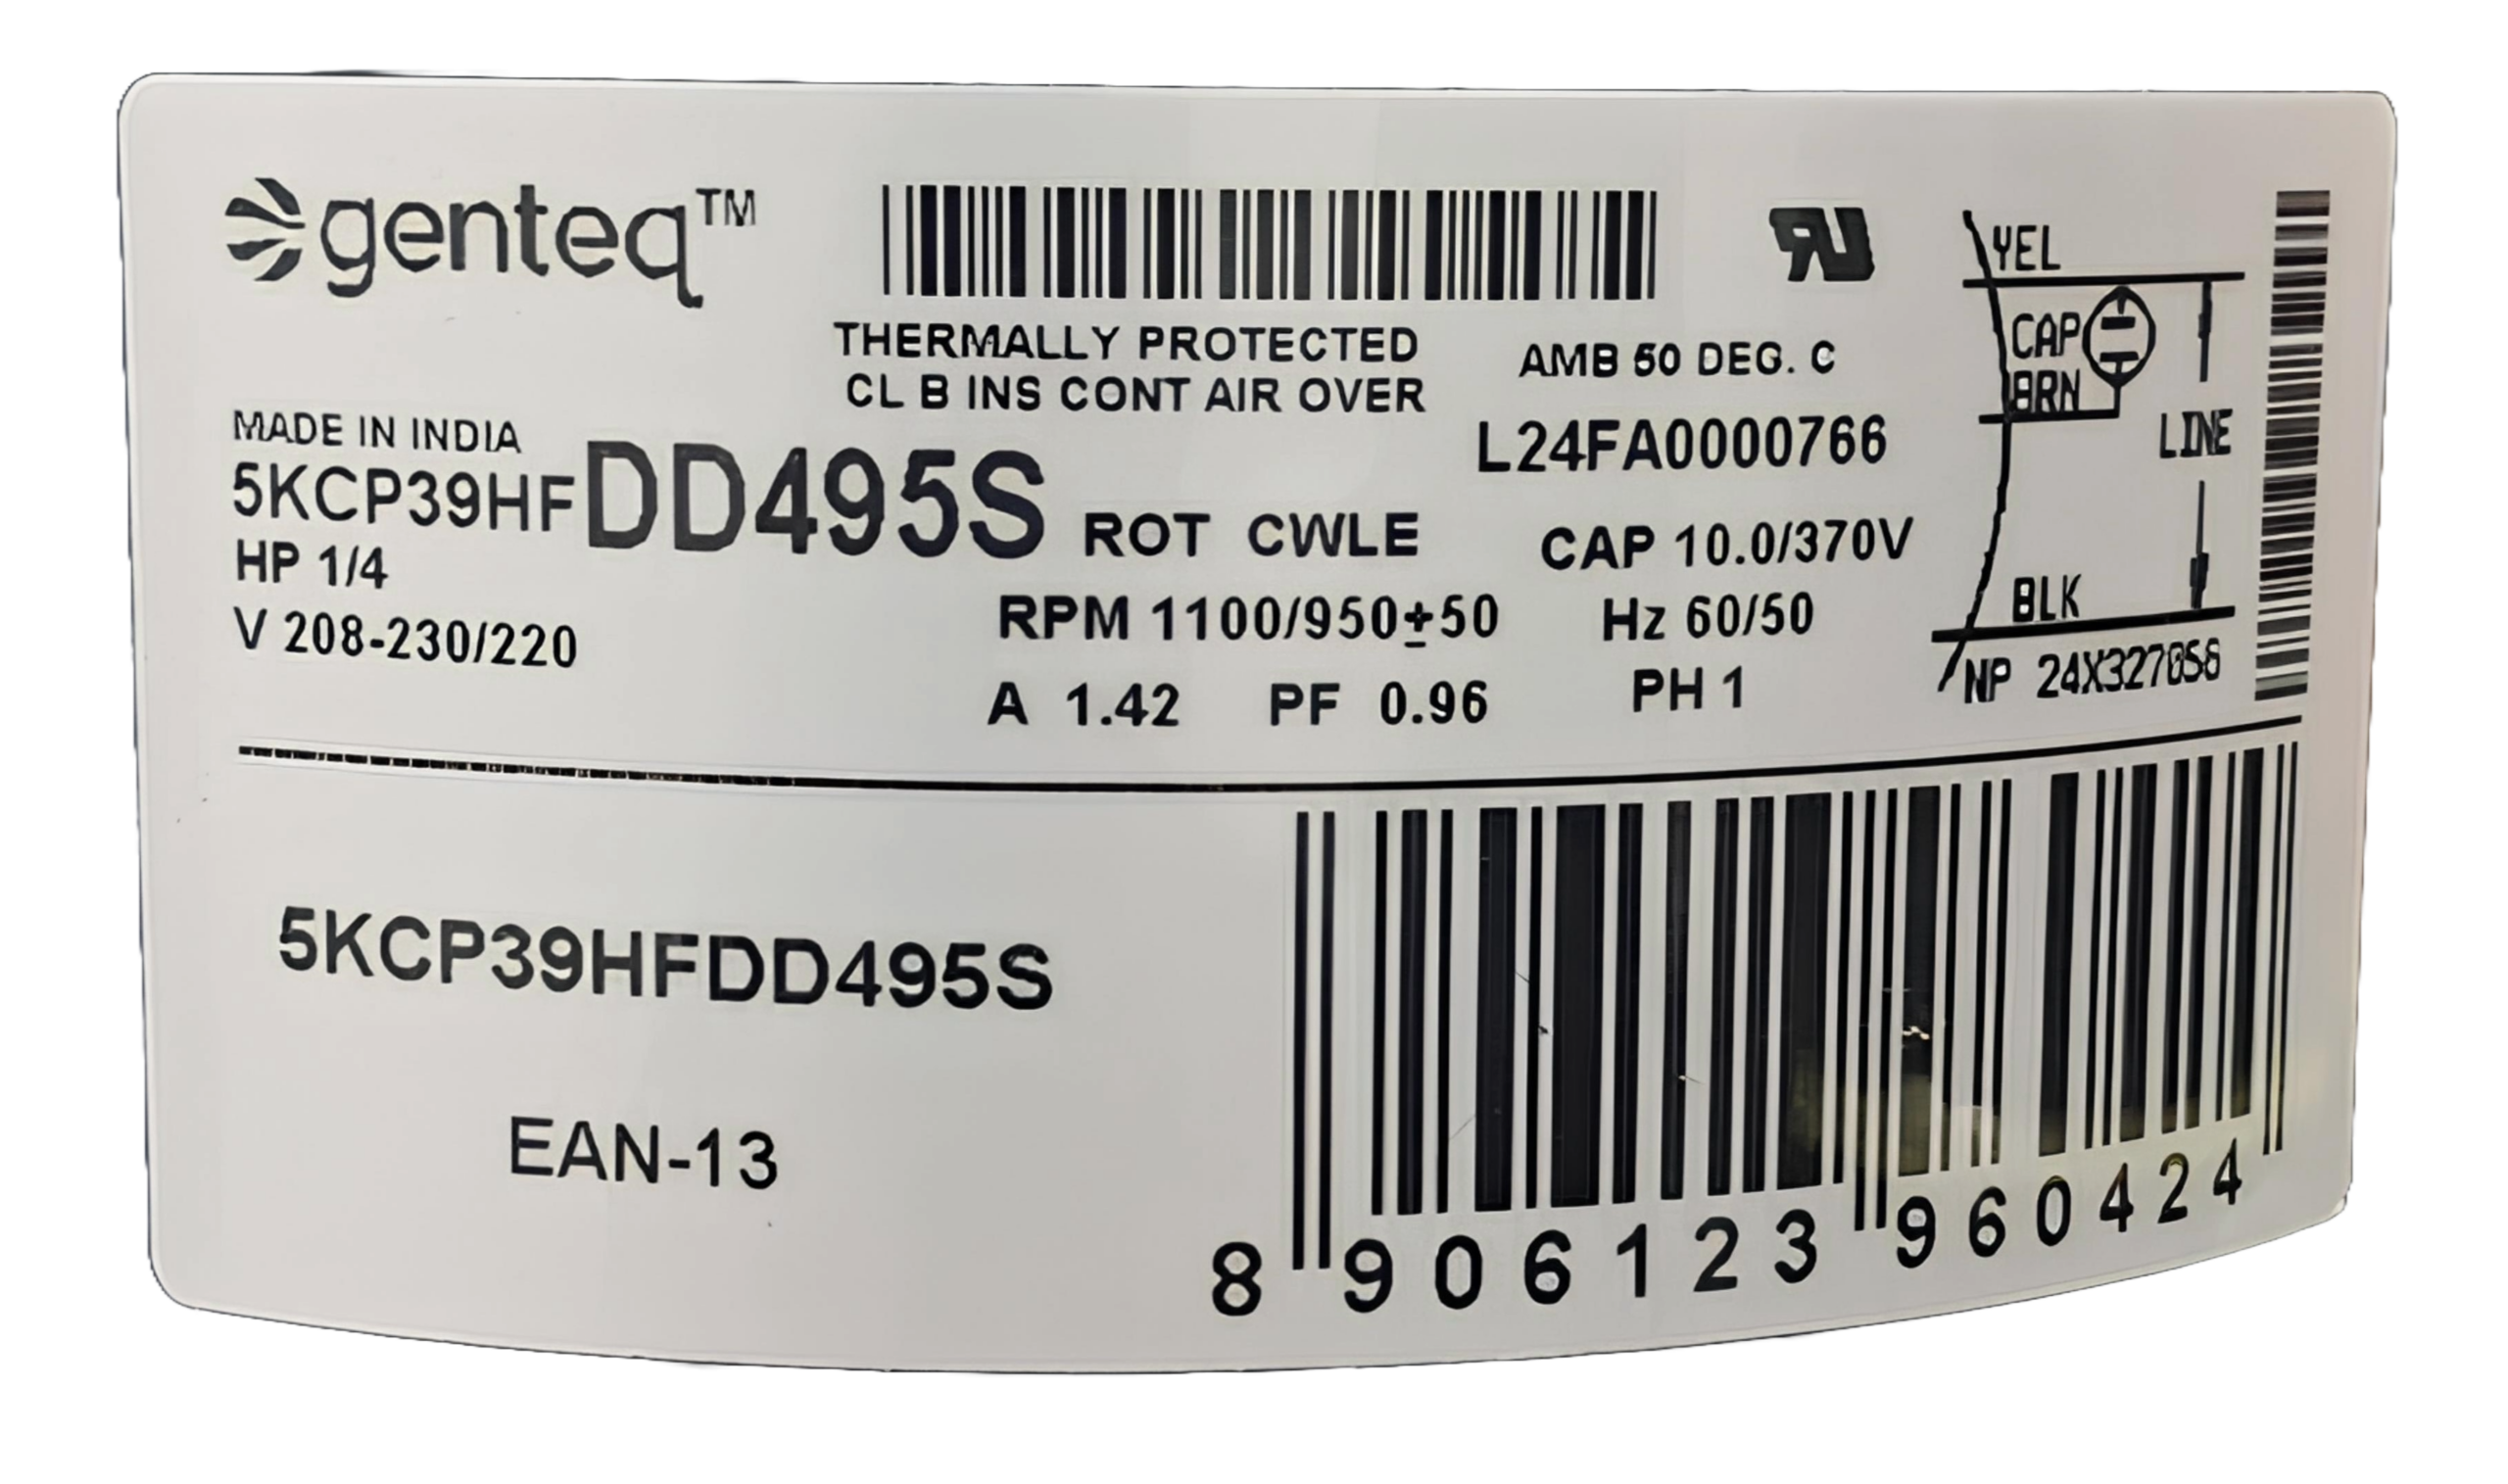 genteq™
THERMALLY PROTECTED
CL B INS CONT AIR OVER
AMB 50 DEG. C
MADE IN INDIA
5KCP39HFDD495S
L24FA0000766
ROT CWLE
CAP 10.0/370V
HP 1/4
V 208-230/220
RPM 1100/950±50
Hz 60/50
A 1.42 PF 0.96
PH 1
YEL
CAP
BRN
LINE
BLK
NP
5KCP39HFDD495S
EAN-13
8 906123 960424